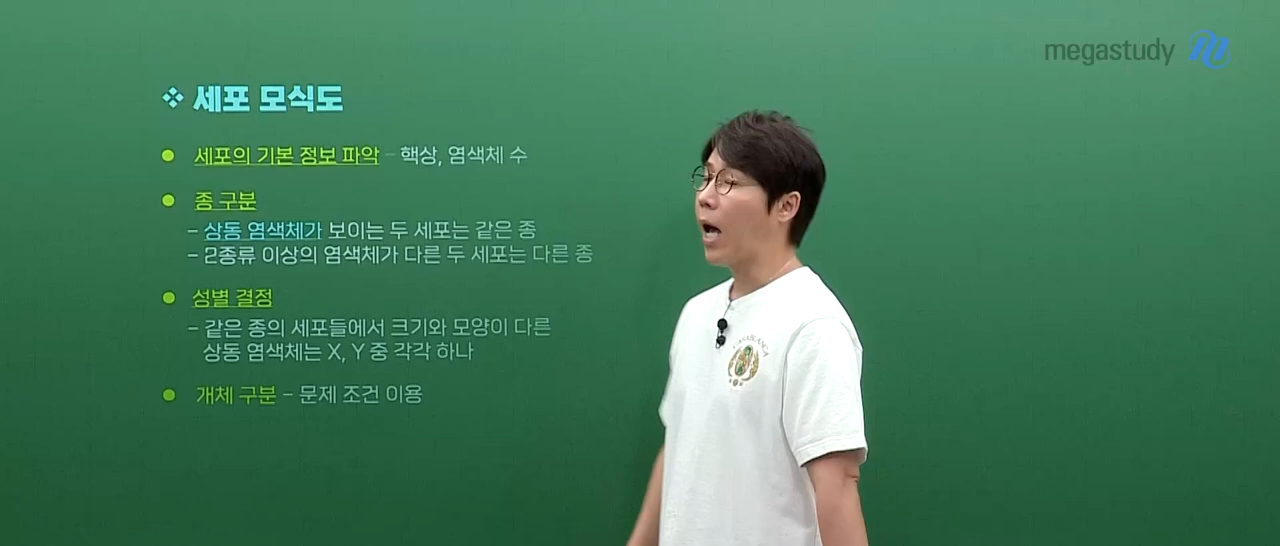 megastudy
❖ 세포 모식도
● 세포의 기본 정보 파악 – 핵상, 염색체 수
● 종 구분
– 상동 염색체가 보이는 두 세포는 같은 종
– 2종류 이상의 염색체가 다른 두 세포는 다른 종
● 성별 결정
– 같은 종의 세포들에서 크기와 모양이 다른
상동 염색체는 X, Y 중 각각 하나
● 개체 구분 – 문제 조건 이용
CASABLANCA